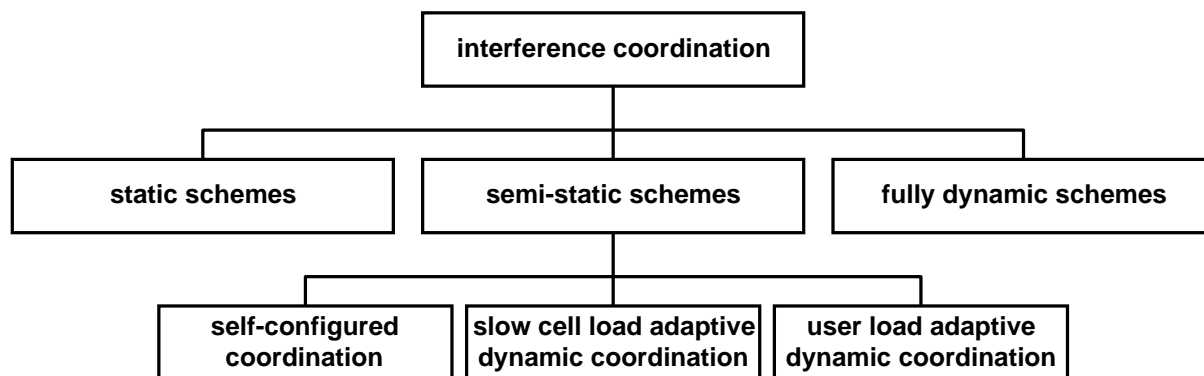 interference coordination
static schemes
semi-static schemes
fully dynamic schemes
self-configured
coordination
slow cell load adaptive
dynamic coordination
user load adaptive
dynamic coordination